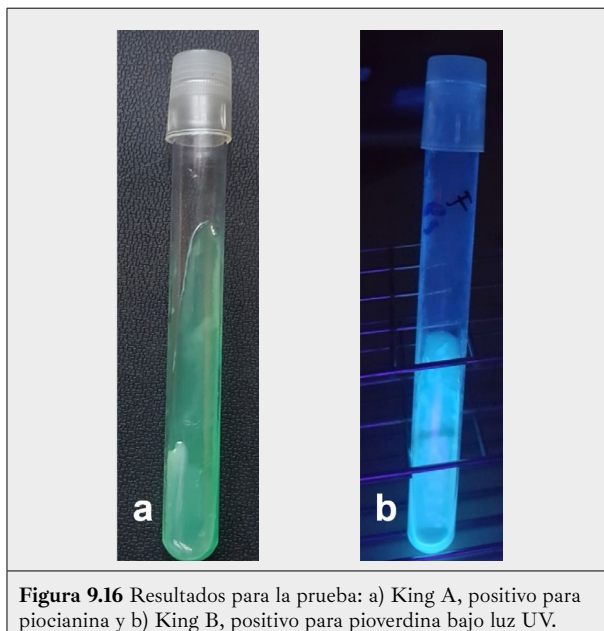 a
b
Figura 9.16 Resultados para la prueba: a) King A, positivo para
piocianina y b) King B, positivo para pioverdina bajo luz UV.